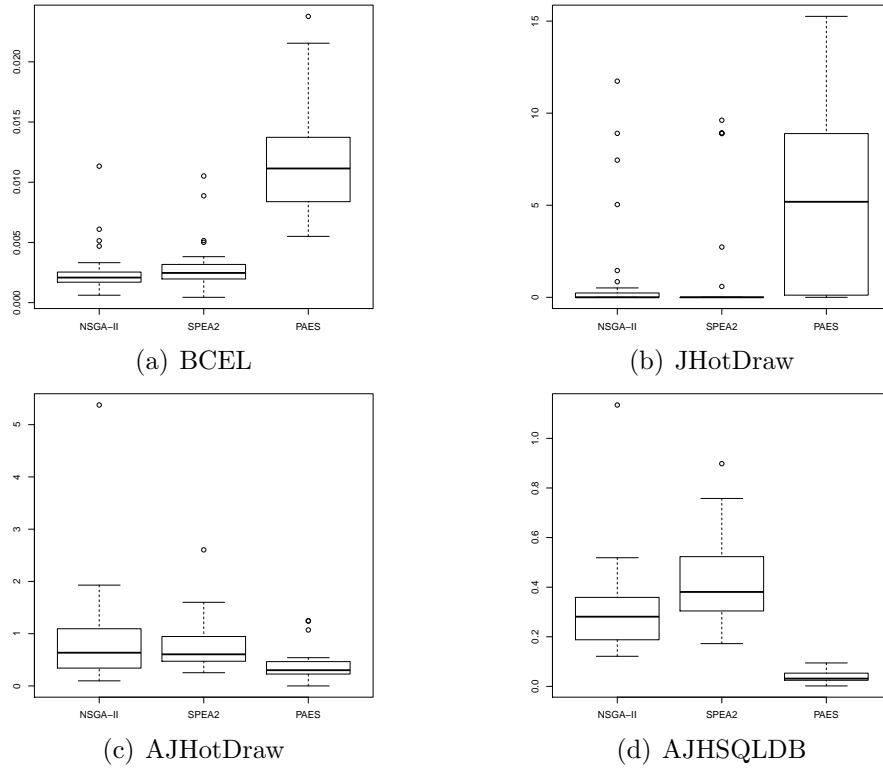 0.020
0.015
0.010
0.005
0.000
NSGA−II SPEA2 PAES
(a) BCEL
15
10
5
0
NSGA−II SPEA2 PAES
(b) JHotDraw
5
4
3
2
1
0
NSGA−II SPEA2 PAES
(c) AJHotDraw
1.0
0.8
0.6
0.4
0.2
0.0
NSGA−II SPEA2 PAES
(d) AJHSQLDB